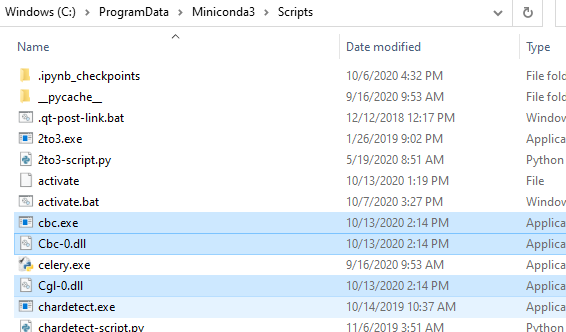 Windows (C:) > ProgramData > Miniconda3 > Scripts
Name Date modified Type
.ipynb_checkpoints 10/6/2020 4:32 PM File fold
__pycache__ 9/16/2020 9:53 AM File fold
.qt-post-link.bat 12/12/2018 12:17 PM Window
2to3.exe 1/26/2019 9:02 PM Applica
2to3-script.py 5/19/2020 8:51 AM Python
activate 10/13/2020 1:19 PM File
activate.bat 10/7/2020 3:27 PM Window
cbc.exe 10/13/2020 2:14 PM Applica
Cbc-0.dll 10/13/2020 2:14 PM Applica
celery.exe 9/16/2020 9:53 AM Applica
Cgl-0.dll 10/13/2020 2:14 PM Applica
chardetect.exe 10/14/2019 10:37 AM Applica
chardetect-script.py 11/6/2019 3:51 AM Python